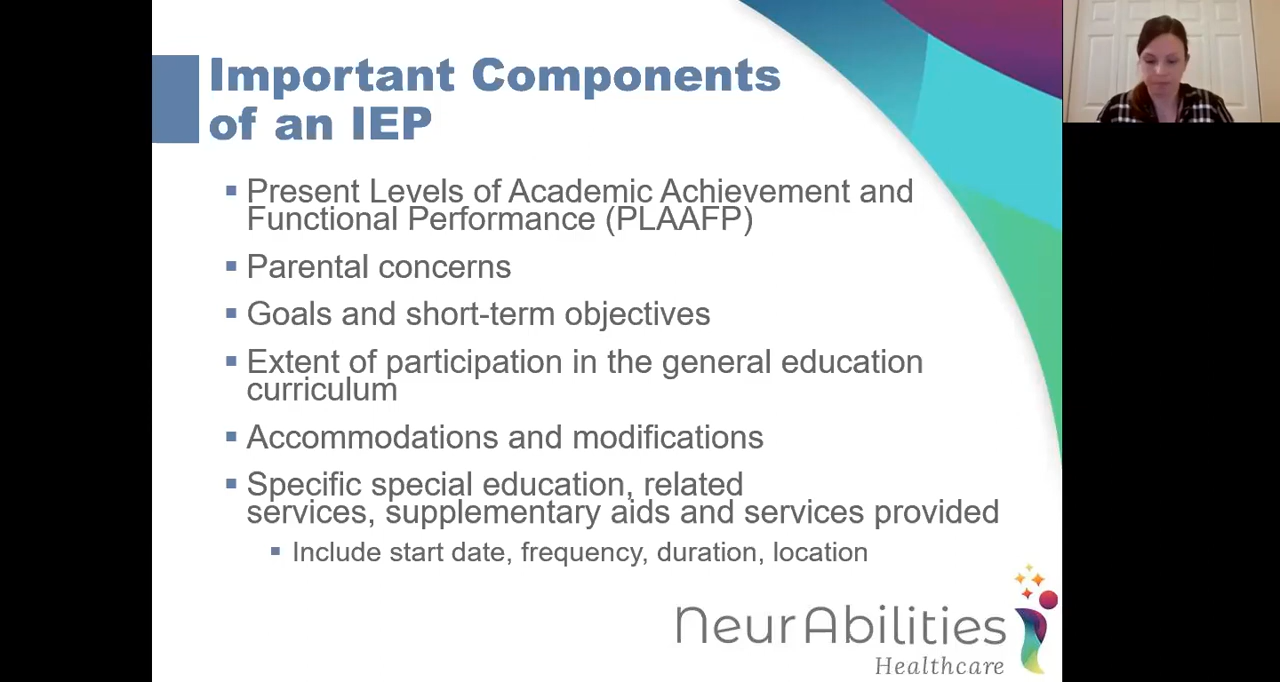 Important Components
of an IEP
▪ Present Levels of Academic Achievement and
Functional Performance (PLAAFP)
▪ Parental concerns
▪ Goals and short-term objectives
▪ Extent of participation in the general education
curriculum
▪ Accommodations and modifications
▪ Specific special education, related
services, supplementary aids and services provided
▪ Include start date, frequency, duration, location
NeurAbilities
Healthcare